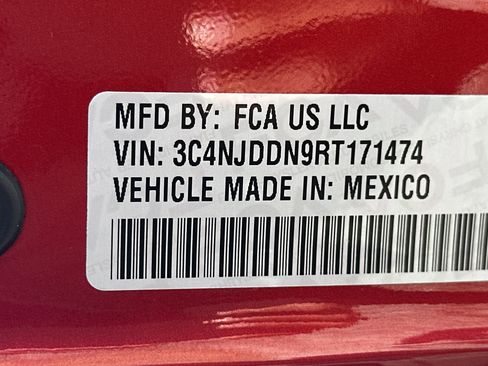 MFD BY: FCA US LLC
VIN: 3C4NJDDN9RT171474
VEHICLE MADE IN: MEXICO